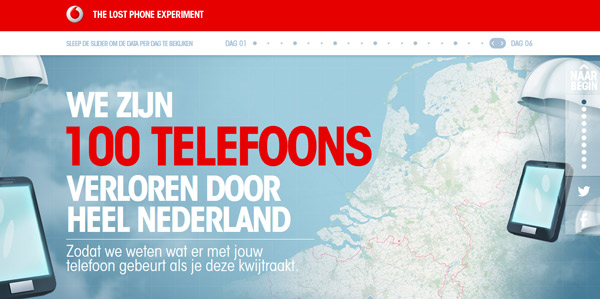 THE LOST PHONE EXPERIMENT
SLEEP DE SLIDER OM DE DATA PER DAG TE BEKIJKEN
DAG 01
DAG 06
NAAR
BEGIN
WE ZIJN
100 TELEFOONS
VERLOREN DOOR
HEEL NEDERLAND
Zodat we weten wat er met jouw
telefoon gebeurt als je deze kwijtraakt.